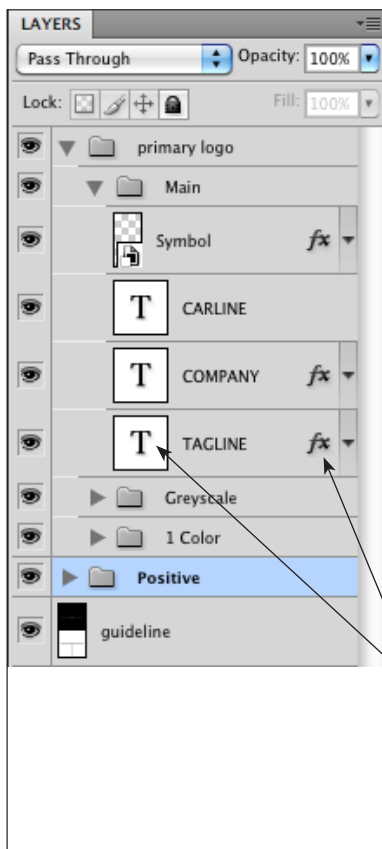 LAYERS
Pass Through Opacity: 100%
Lock: Fill: 100%
primary logo
Main
Symbol fx
T CARLINE
T COMPANY fx
T TAGLINE fx
Greyscale
1 Color
Positive
guideline